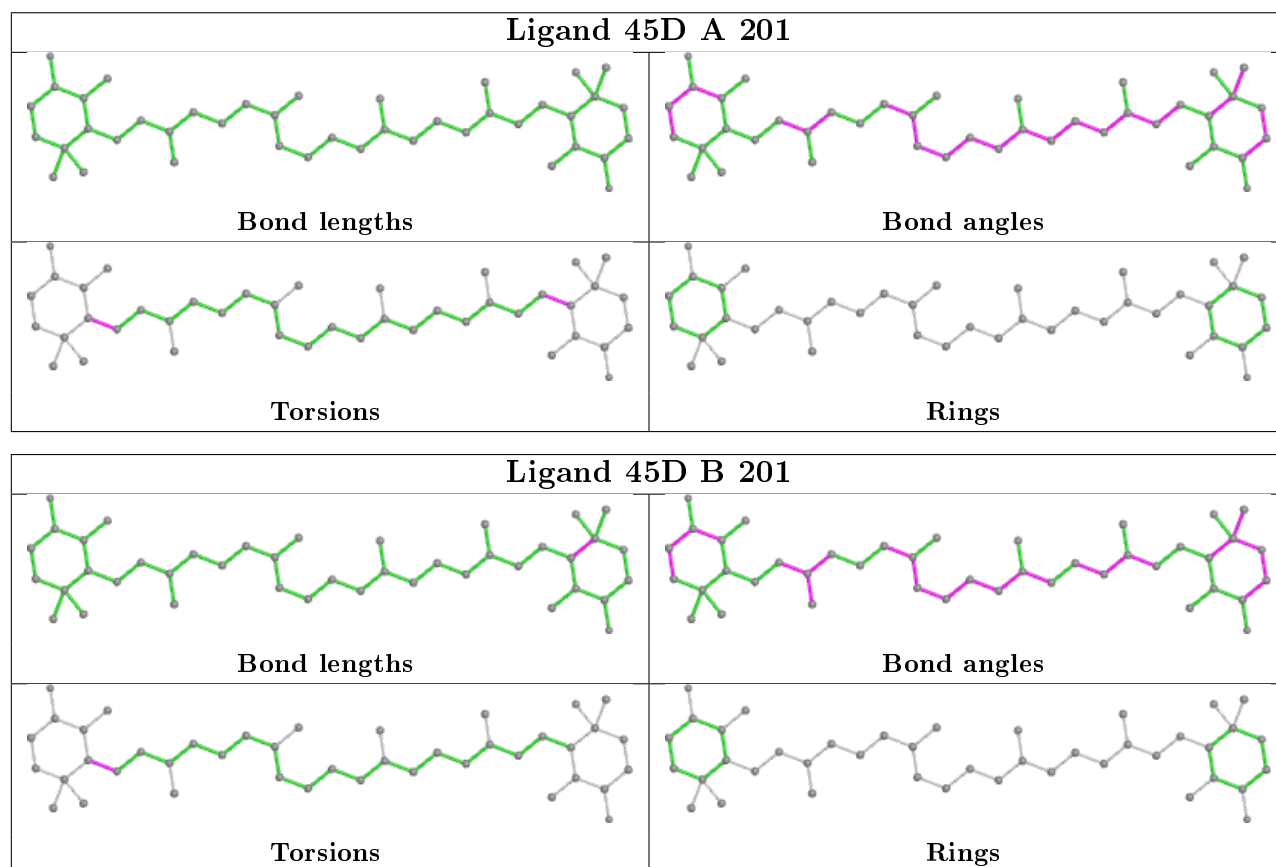 Ligand 45D A 201
Bond lengths
Bond angles
Torsions
Rings
Ligand 45D B 201
Bond lengths
Bond angles
Torsions
Rings